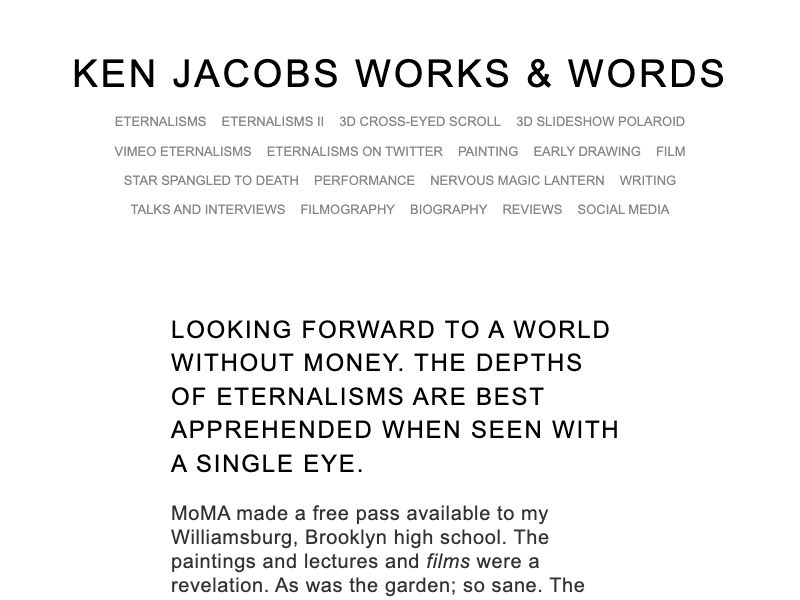 KEN JACOBS WORKS & WORDS
ETERNALISMS ETERNALISMS II 3D CROSS-EYED SCROLL 3D SLIDESHOW POLAROID
VIMEO ETERNALISMS ETERNALISMS ON TWITTER PAINTING EARLY DRAWING FILM
STAR SPANGLED TO DEATH PERFORMANCE NERVOUS MAGIC LANTERN WRITING
TALKS AND INTERVIEWS FILMOGRAPHY BIOGRAPHY REVIEWS SOCIAL MEDIA
LOOKING FORWARD TO A WORLD
WITHOUT MONEY. THE DEPTHS
OF ETERNALISMS ARE BEST
APPREHENDED WHEN SEEN WITH
A SINGLE EYE.
MoMA made a free pass available to my
Williamsburg, Brooklyn high school. The
paintings and lectures and films were a
revelation. As was the garden; so sane. The